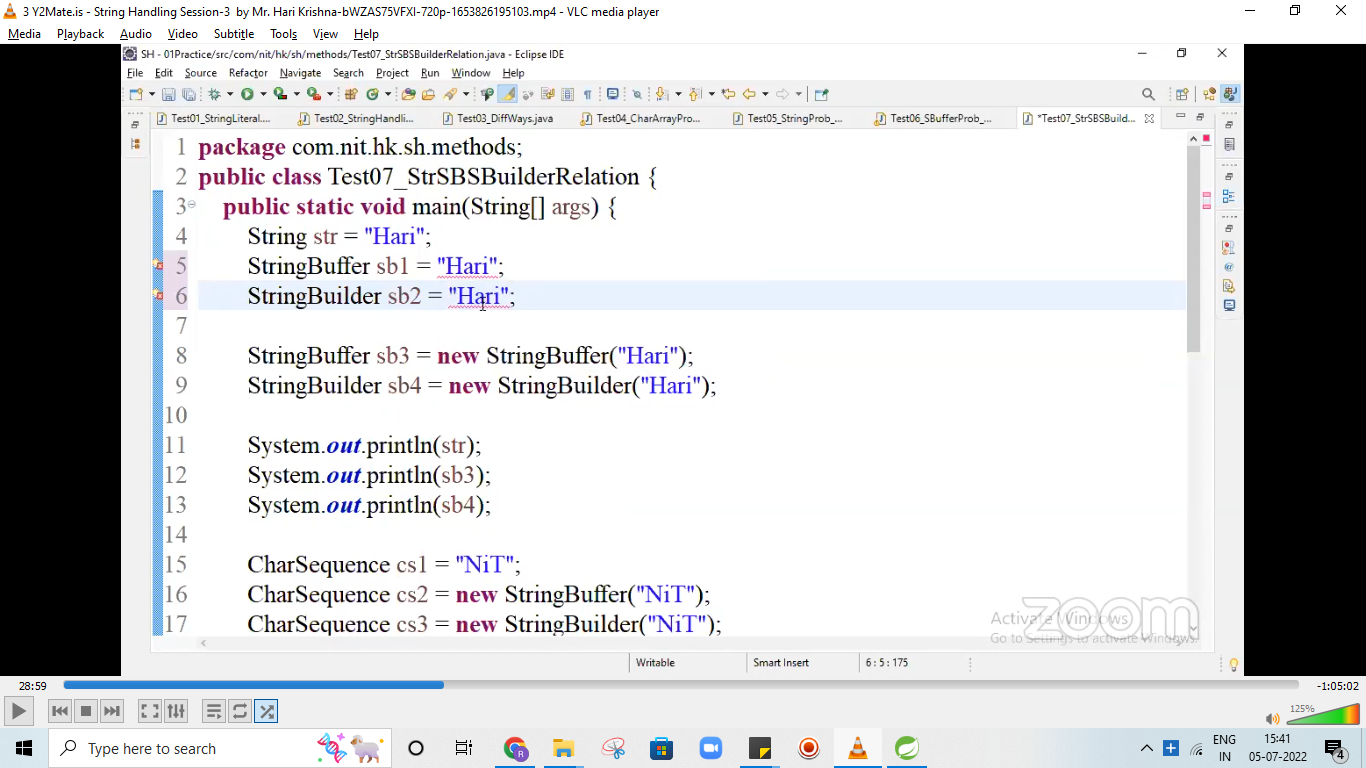 3 Y2Mate.is - String Handling Session-3 by Mr. Hari Krishna-bWZAS75VFXI-720p-1653826195103.mp4 - VLC media player
Media Playback Audio Video Subtitle Tools View Help
SH - 01Practice/src/com/nit/hk/sh/methods/Test07_StrSBSBuilderRelation.java - Eclipse IDE
File Edit Source Refactor Navigate Search Project Run Window Help
Test01_StringLiteral.... Test02_StringHandli... Test03_DiffWays.java Test04_CharArrayPro... Test05_StringProb_... Test06_SBufferProb_... *Test07_StrSBSBuild...
1 package com.nit.hk.sh.methods;
2 public class Test07_StrSBSBuilderRelation {
3 public static void main(String[] args) {
4 String str = "Hari";
5 StringBuffer sb1 = "Hari";
6 StringBuilder sb2 = "Hari";
7
8 StringBuffer sb3 = new StringBuffer("Hari");
9 StringBuilder sb4 = new StringBuilder("Hari");
10
11 System.out.println(str);
12 System.out.println(sb3);
13 System.out.println(sb4);
14
15 CharSequence cs1 = "NiT";
16 CharSequence cs2 = new StringBuffer("NiT");
17 CharSequence cs3 = new StringBuilder("NiT");
zoom
Activate Windows
Go to Settings to activate Windows.
Writable Smart Insert 6 : 5 : 175
28:59 -1:05:02
125%
Type here to search
ENG
IN
15:41
05-07-2022
4